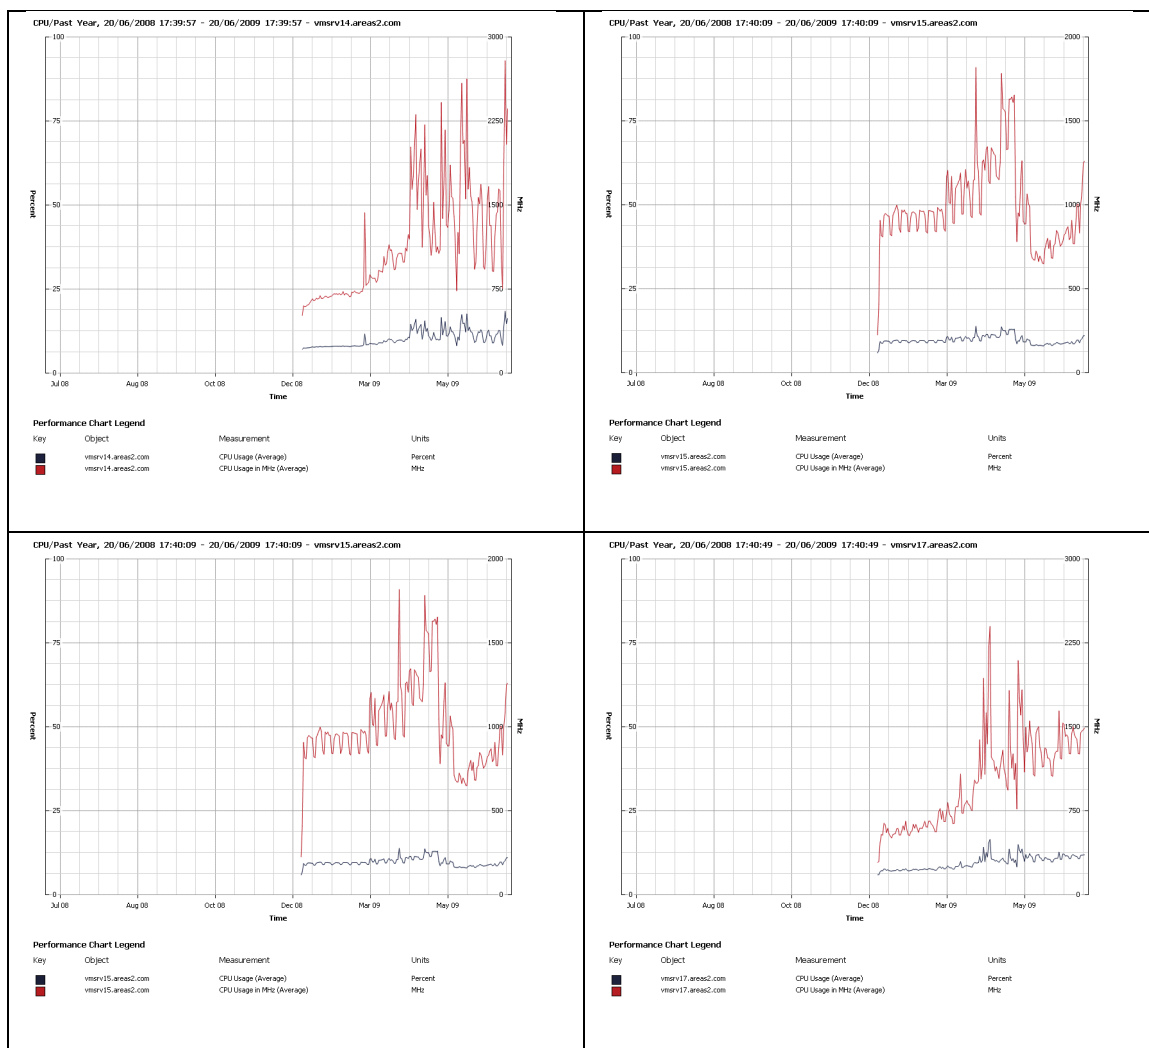 CPU/Past Year, 20/06/2008 17:39:57 - 20/06/2009 17:39:57 - vmsrv14.areas2.com
100 3000
75 2250
Percent MHz
50 1500
25 750
0 0
Jul 08 Aug 08 Oct 08 Dec 08 Mar 09 May 09
Time
Performance Chart Legend
Key Object Measurement Units
vmsrv14.areas2.com CPU Usage (Average) Percent
vmsrv14.areas2.com CPU Usage in MHz (Average) MHz
CPU/Past Year, 20/06/2008 17:40:09 - 20/06/2009 17:40:09 - vmsrv15.areas2.com
100 2000
75 1500
Percent MHz
50 1000
25 500
0 0
Jul 08 Aug 08 Oct 08 Dec 08 Mar 09 May 09
Time
Performance Chart Legend
Key Object Measurement Units
vmsrv15.areas2.com CPU Usage (Average) Percent
vmsrv15.areas2.com CPU Usage in MHz (Average) MHz
CPU/Past Year, 20/06/2008 17:40:09 - 20/06/2009 17:40:09 - vmsrv15.areas2.com
100 2000
75 1500
Percent MHz
50 1000
25 500
0 0
Jul 08 Aug 08 Oct 08 Dec 08 Mar 09 May 09
Time
Performance Chart Legend
Key Object Measurement Units
vmsrv15.areas2.com CPU Usage (Average) Percent
vmsrv15.areas2.com CPU Usage in MHz (Average) MHz
CPU/Past Year, 20/06/2008 17:40:49 - 20/06/2009 17:40:49 - vmsrv17.areas2.com
100 3000
75 2250
Percent MHz
50 1500
25 750
0 0
Jul 08 Aug 08 Oct 08 Dec 08 Mar 09 May 09
Time
Performance Chart Legend
Key Object Measurement Units
vmsrv17.areas2.com CPU Usage (Average) Percent
vmsrv17.areas2.com CPU Usage in MHz (Average) MHz